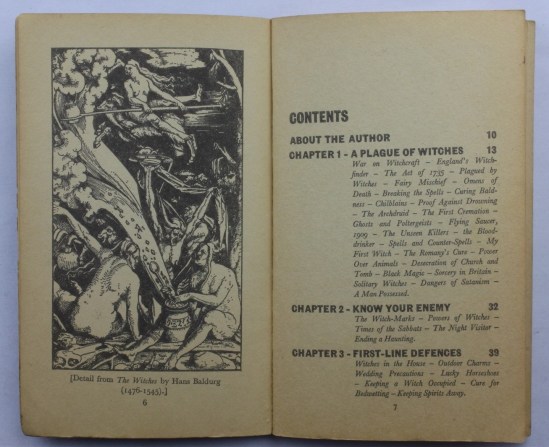 [Detail from The Witches by Hans Baldung
(1476-1545).]
6
CONTENTS
ABOUT THE AUTHOR 10
CHAPTER 1 - A PLAGUE OF WITCHES 13
War on Witchcraft – England's Witch-
finder – The Act of 1735 – Plagued by
Witches – Fairy Mischief – Omens of
Death – Breaking the Spells – Curing Bald-
ness – Chilblains – Proof Against Drowning
– The Archdruid – The First Cremation –
Ghosts and Poltergeists – Flying Saucer,
1909 – The Unseen Killers – the Blood-
drinker – Spells and Counter-Spells – My
First Witch – The Romany's Cure – Power
Over Animals – Desecration of Church and
Tomb – Black Magic – Sorcery in Britain –
Solitary Witches – Dangers of Satanism –
A Man Possessed.
CHAPTER 2 - KNOW YOUR ENEMY 32
The Witch-Marks – Powers of Witches –
Times of the Sabbats – The Night Visitor –
Ending a Haunting.
CHAPTER 3 - FIRST-LINE DEFENCES 39
Witches in the House – Outdoor Charms –
Wedding Precautions – Lucky Horseshoes
– Keeping a Witch Occupied – Cure for
Bedwetting – Keeping Spirits Away.
7